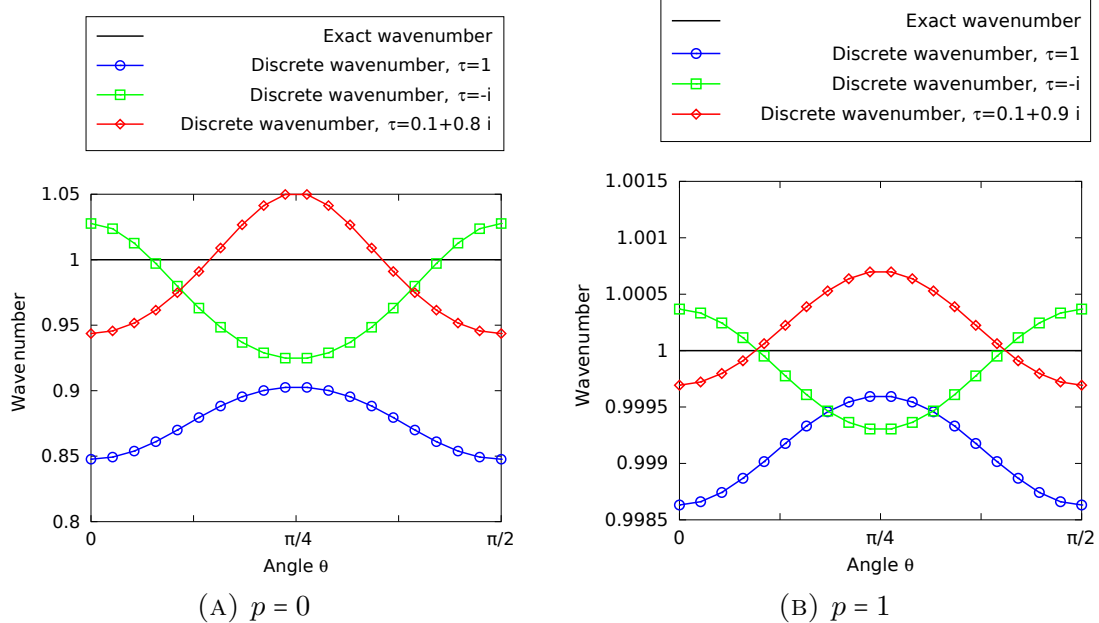 Exact wavenumber
Discrete wavenumber, τ=1
Discrete wavenumber, τ=-i
Discrete wavenumber, τ=0.1+0.8 i
1.05
1
0.95
0.9
0.85
0.8
Wavenumber
0
π/4
π/2
Angle θ
(A) p = 0
Exact wavenumber
Discrete wavenumber, τ=1
Discrete wavenumber, τ=-i
Discrete wavenumber, τ=0.1+0.9 i
1.0015
1.001
1.0005
1
0.9995
0.999
0.9985
Wavenumber
0
π/4
π/2
Angle θ
(B) p = 1